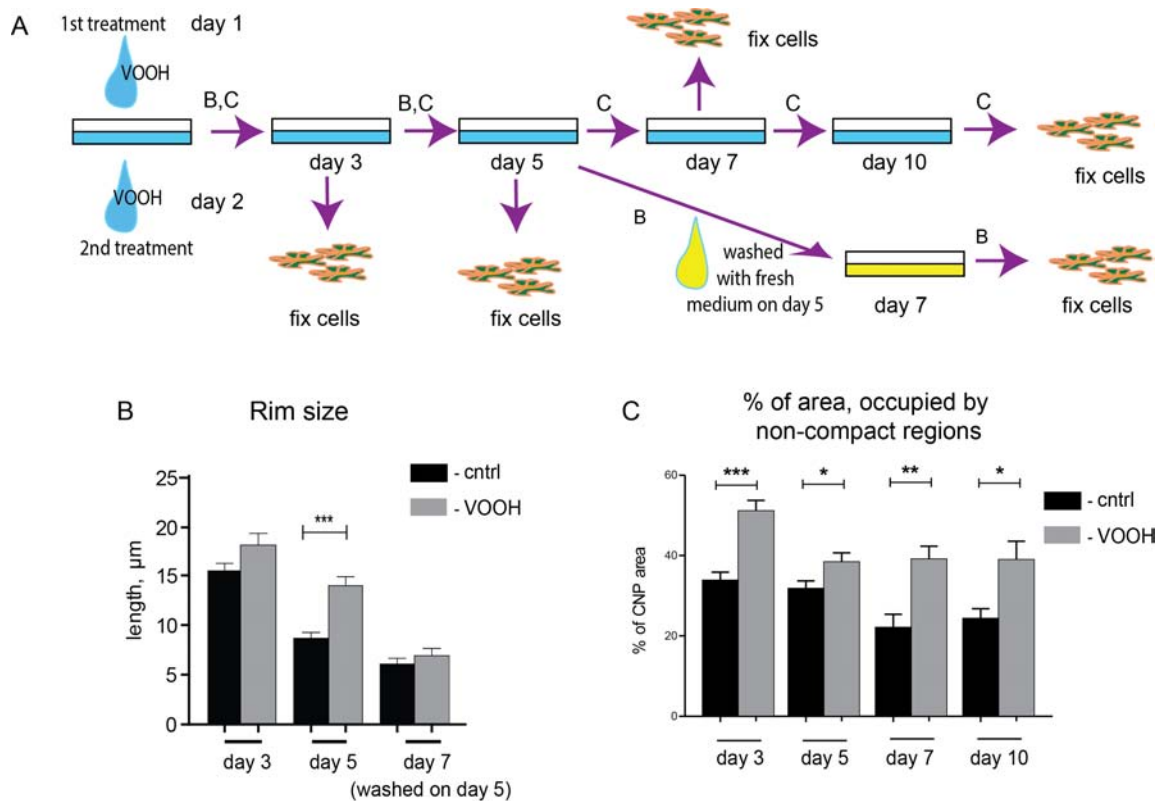 A
1st treatment day 1
VOOH
B,C
B,C
C
C
C
fix cells
day 3
day 5
day 7
day 10
fix cells
VOOH
day 2
2nd treatment
fix cells
fix cells
B
washed
with fresh
medium on day 5
B
day 7
fix cells
B
Rim size
- cntrl
- VOOH
length, µm
25
20
15
10
5
0
***
day 3
day 5
day 7
(washed on day 5)
C
% of area, occupied by
non-compact regions
- cntrl
- VOOH
% of CNP area
60
40
20
0
***
*
**
*
day 3
day 5
day 7
day 10